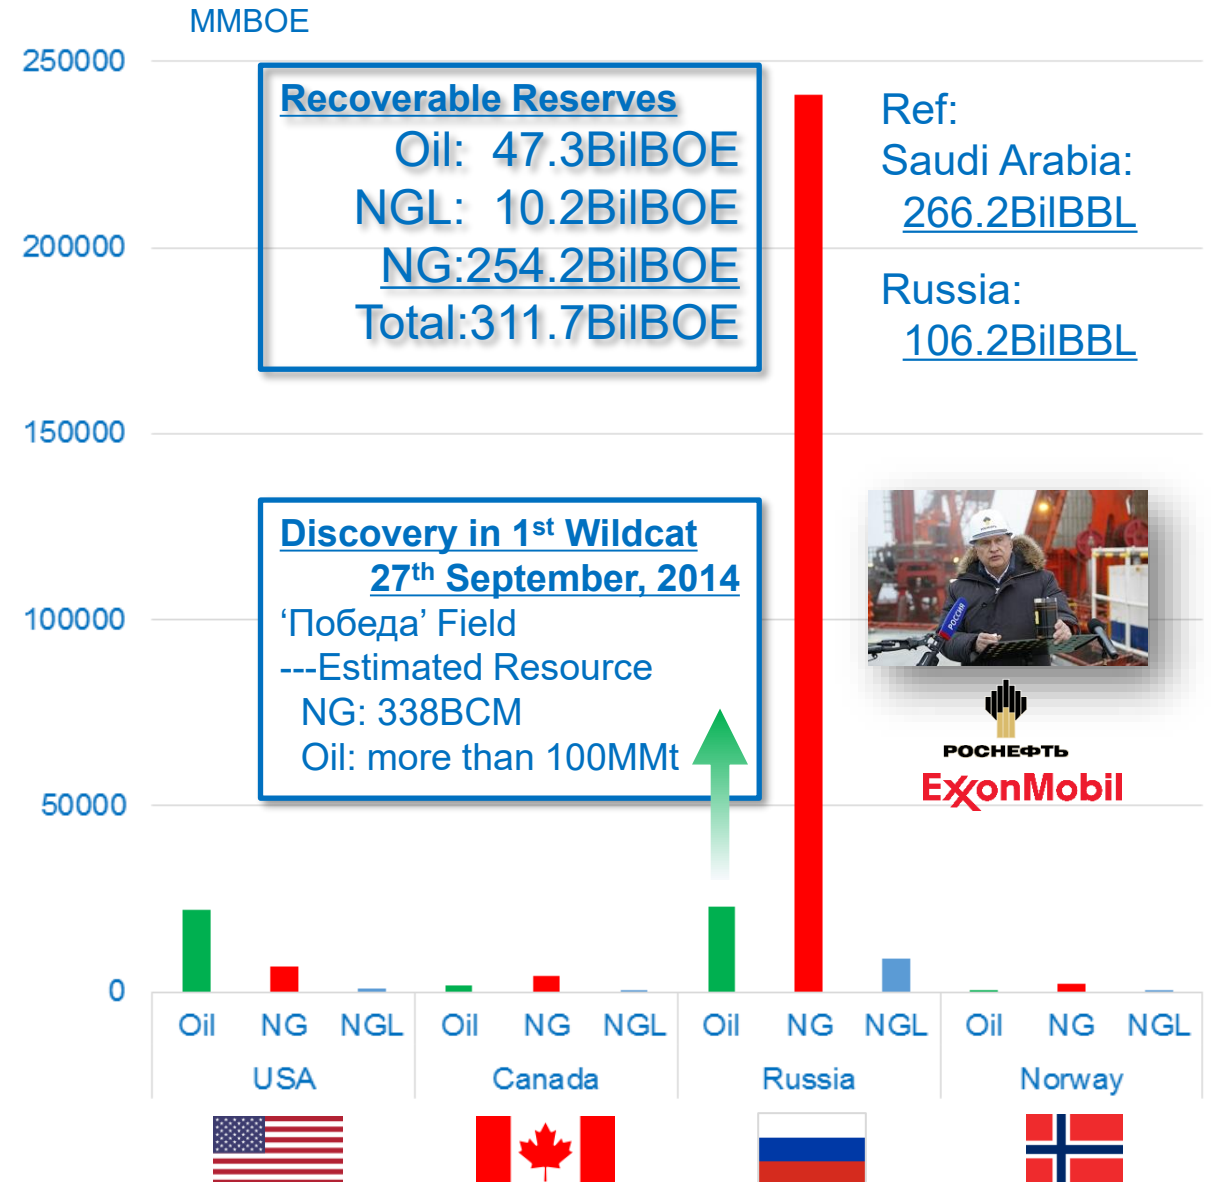 MMBOE
250000
200000
150000
100000
50000
0
Recoverable Reserves
Oil: 47.3BilBOE
NGL: 10.2BilBOE
NG:254.2BilBOE
Total:311.7BilBOE
Ref:
Saudi Arabia:
266.2BilBBL
Russia:
106.2BilBBL
Discovery in 1st Wildcat
27th September, 2014
‘Победа’ Field
---Estimated Resource
NG: 338BCM
Oil: more than 100MMt
РОССИЯ
РОСНЕФТЬ
ExxonMobil
Oil NG NGL Oil NG NGL Oil NG NGL Oil NG NGL
USA Canada Russia Norway